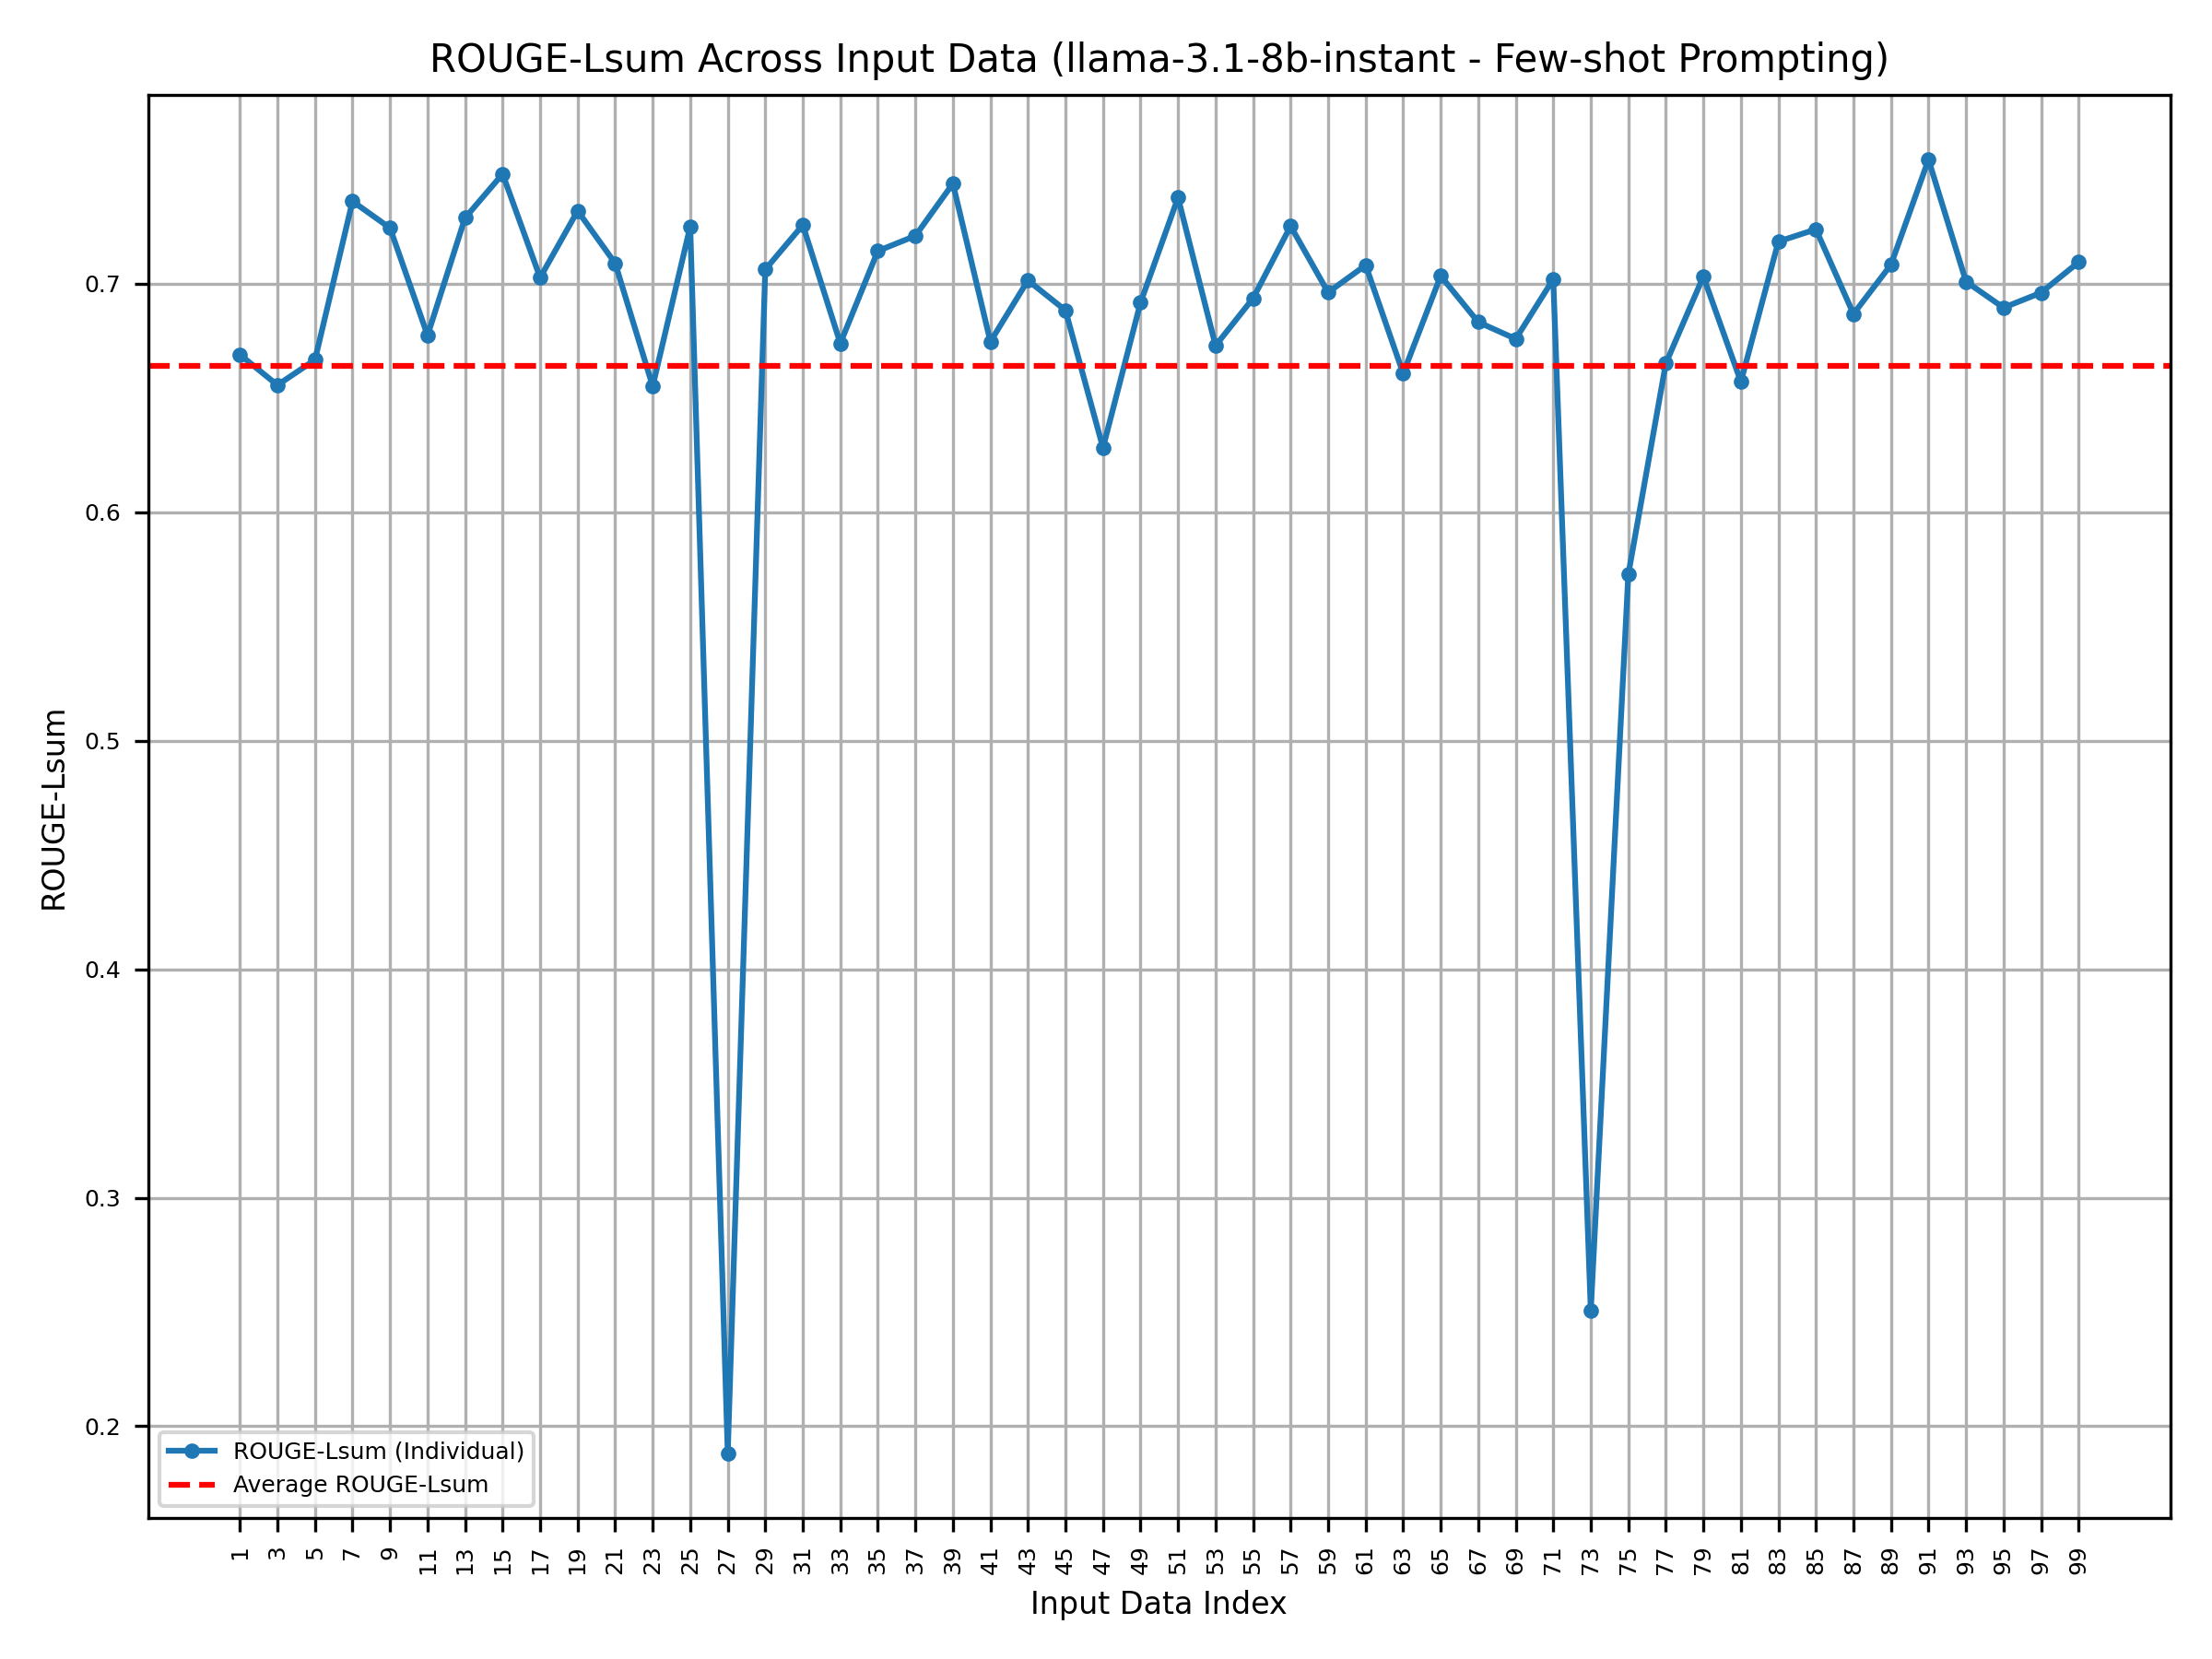 ROUGE-Lsum Across Input Data (llama-3.1-8b-instant - Few-shot Prompting)
ROUGE-Lsum
0.7
0.6
0.5
0.4
0.3
0.2
ROUGE-Lsum (Individual)
Average ROUGE-Lsum
1 3 5 7 9 11 13 15 17 19 21 23 25 27 29 31 33 35 37 39 41 43 45 47 49 51 53 55 57 59 61 63 65 67 69 71 73 75 77 79 81 83 85 87 89 91 93 95 97 99
Input Data Index